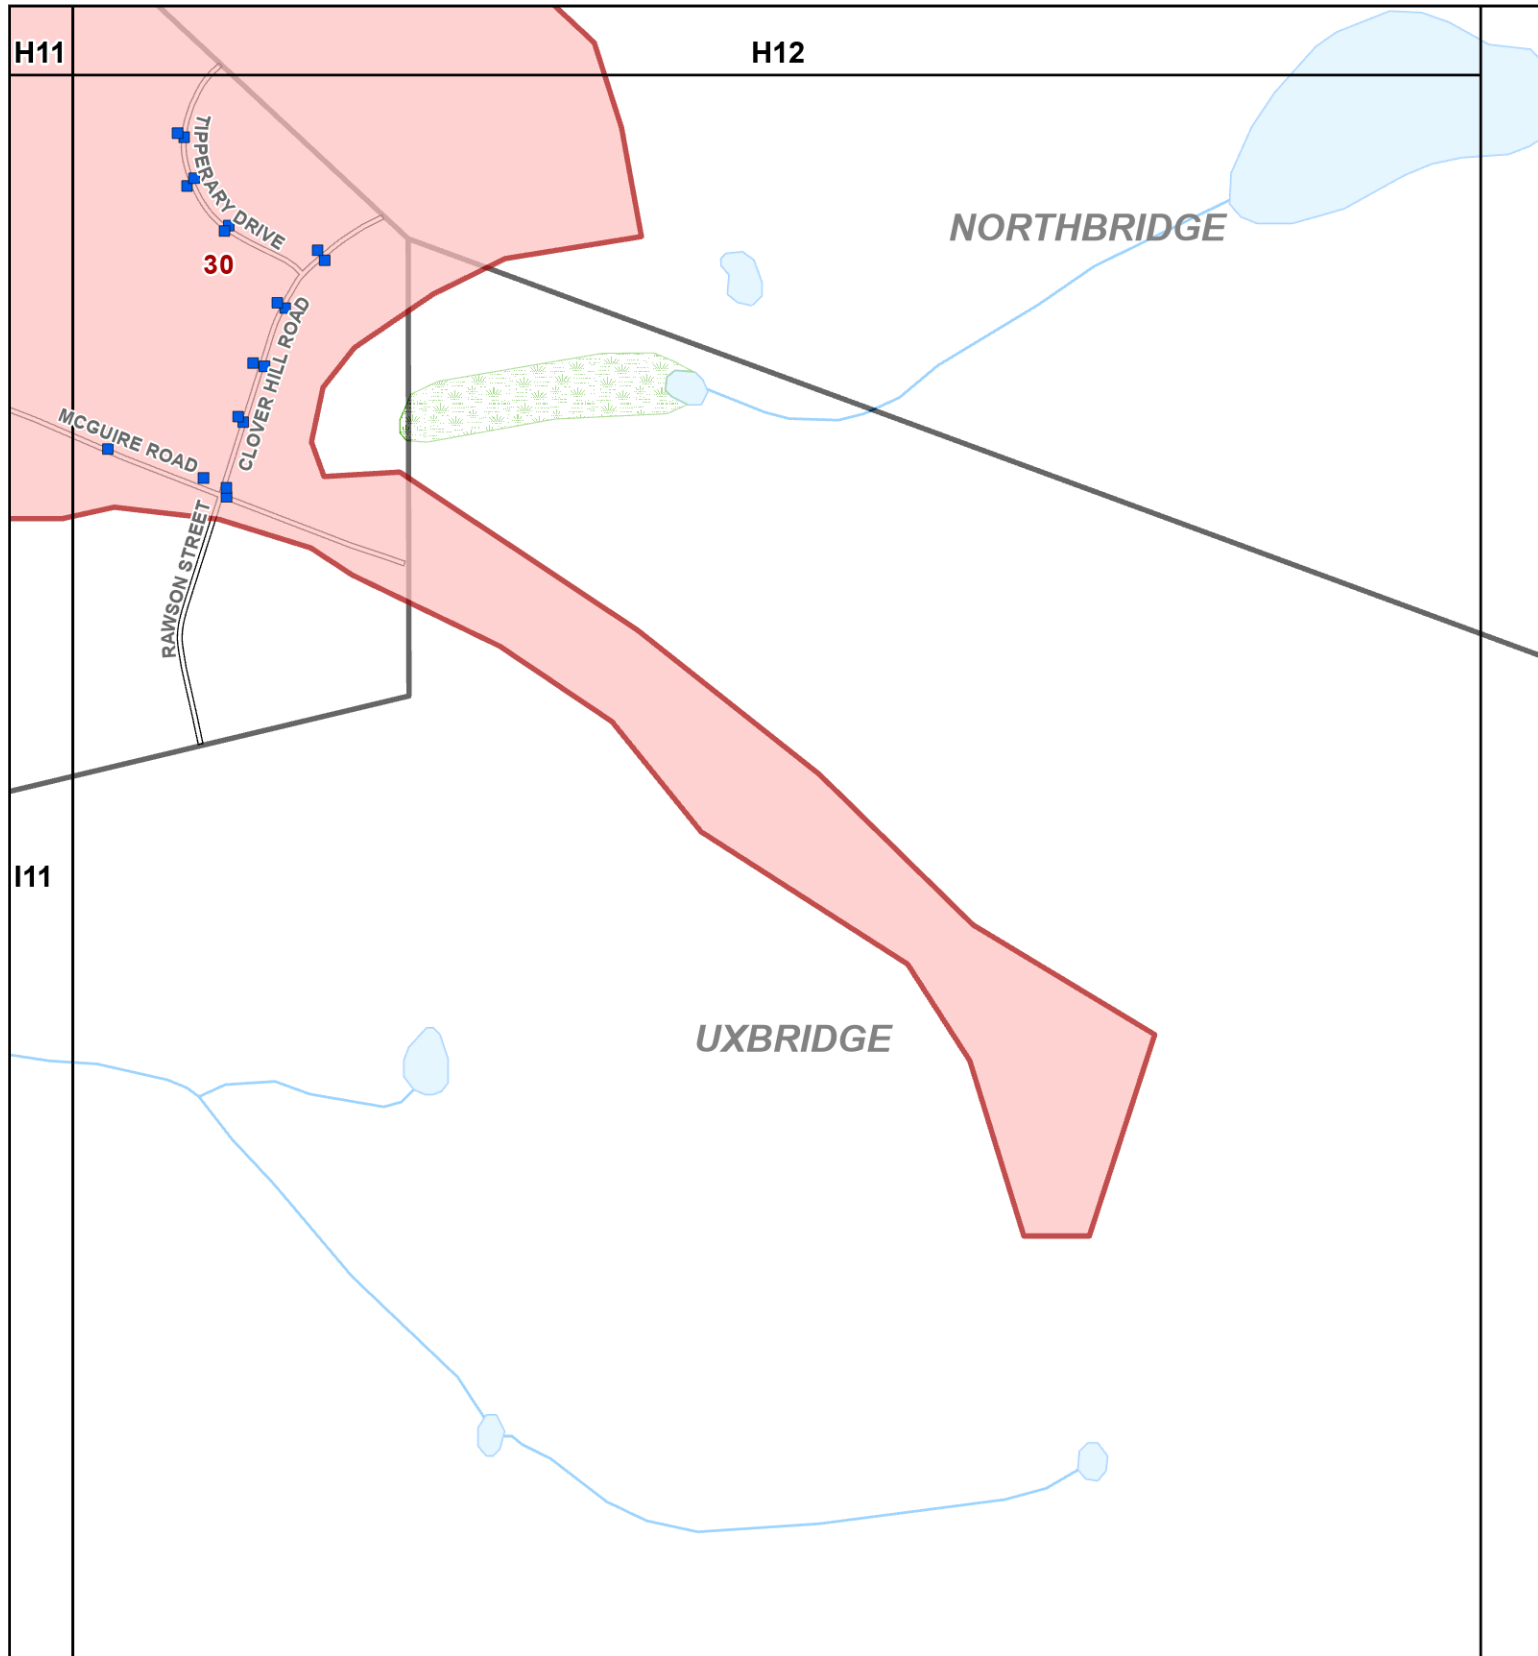 H11
H12
TIPPERARY DRIVE
NORTHBRIDGE
30
CLOVER HILL ROAD
MCGUIRE ROAD
RAWSON STREET
I11
UXBRIDGE